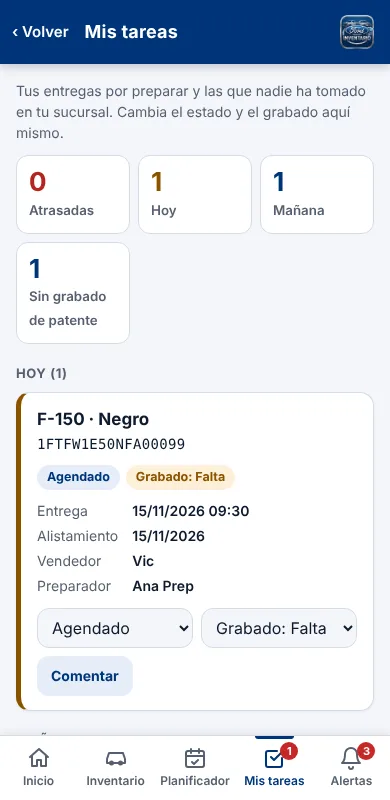 ‹ Volver Mis tareas
Tus entregas por preparar y las que nadie ha tomado
en tu sucursal. Cambia el estado y el grabado aquí
mismo.
0
Atrasadas
1
Hoy
1
Mañana
1
Sin grabado
de patente
HOY (1)
F-150 · Negro
1FTFW1E50NFA00099
Agendado Grabado: Falta
Entrega 15/11/2026 09:30
Alistamiento 15/11/2026
Vendedor Vic
Preparador Ana Prep
Agendado Grabado: Falta
Comentar
1 3
Inicio Inventario Planificador Mis tareas Alertas